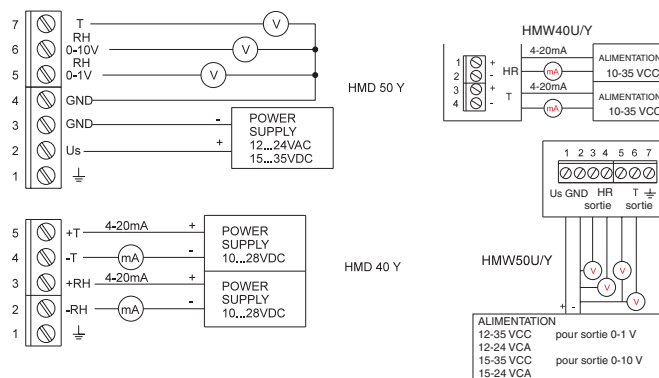 7 T V
RH
6 0-10V V
RH
5 0-1V V
4 GND
3 GND - POWER SUPPLY
2 Us + 12...24VAC
15...35VDC
1
HMD 50 Y
5 +T 4-20mA + POWER
SUPPLY
4 -T mA - 10...28VDC
3 +RH 4-20mA + POWER
SUPPLY
2 -RH mA - 10...28VDC
1
HMD 40 Y
HMW40U/Y
1 + 4-20mA ALIMENTATION
2 - HR mA 10-35 VCC
3 + T 4-20mA ALIMENTATION
4 - mA 10-35 VCC
1 2 3 4 5 6 7
Us GND HR T
sortie sortie
HMW50U/Y
V V
V
V
+ -
ALIMENTATION
12-35 VCC pour sortie 0-1 V
12-24 VCA
15-35 VCC pour sortie 0-10 V
15-24 VCA